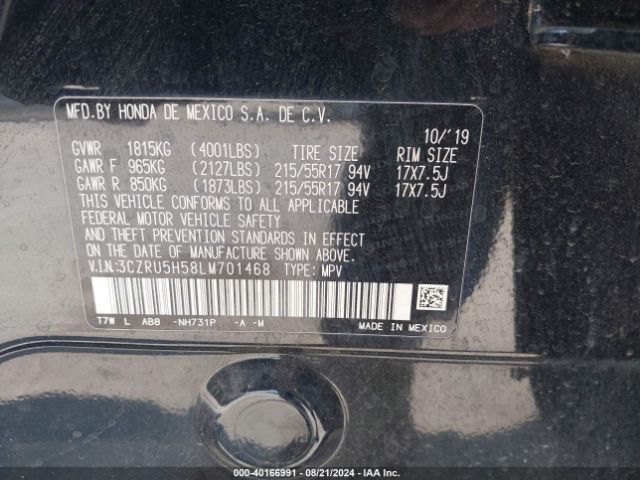 MFD.BY HONDA DE MEXICO S.A. DE C.V.
10/'19
GVWR 1815KG (4001LBS) TIRE SIZE RIM SIZE
GAWR F 965KG (2127LBS) 215/55R17 94V 17X7.5J
GAWR R 850KG (1873LBS) 215/55R17 94V 17X7.5J
THIS VEHICLE CONFORMS TO ALL APPLICABLE
FEDERAL MOTOR VEHICLE SAFETY
AND THEFT PREVENTION STANDARDS IN EFFECT
ON THE DATE OF MANUFACTURE SHOWN ABOVE.
V.I.N:3CZRU5H58LM701468 TYPE: MPV
T7W L AB8 -NH731P -A -M MADE IN MEXICO
000-40166991 - 08/21/2024 - IAA Inc.